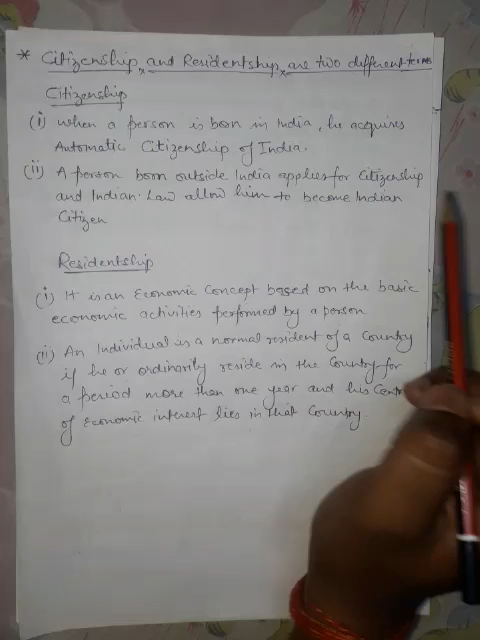 * Citizenship and Residentship are two different terms
Citizenship
(i) when a person is born in India, he acquires
Automatic Citizenship of India.
(ii) A person born outside India applies for Citizenship
and Indian Law allow him to become Indian
Citizen
Residentship
(i) It is an Economic Concept based on the basic
economic activities performed by a person
(ii) An Individual is a normal resident of a Country
if he or ordinarily reside in the Country for
a period more than one year and his Centr
of Economic interest lies in that Country